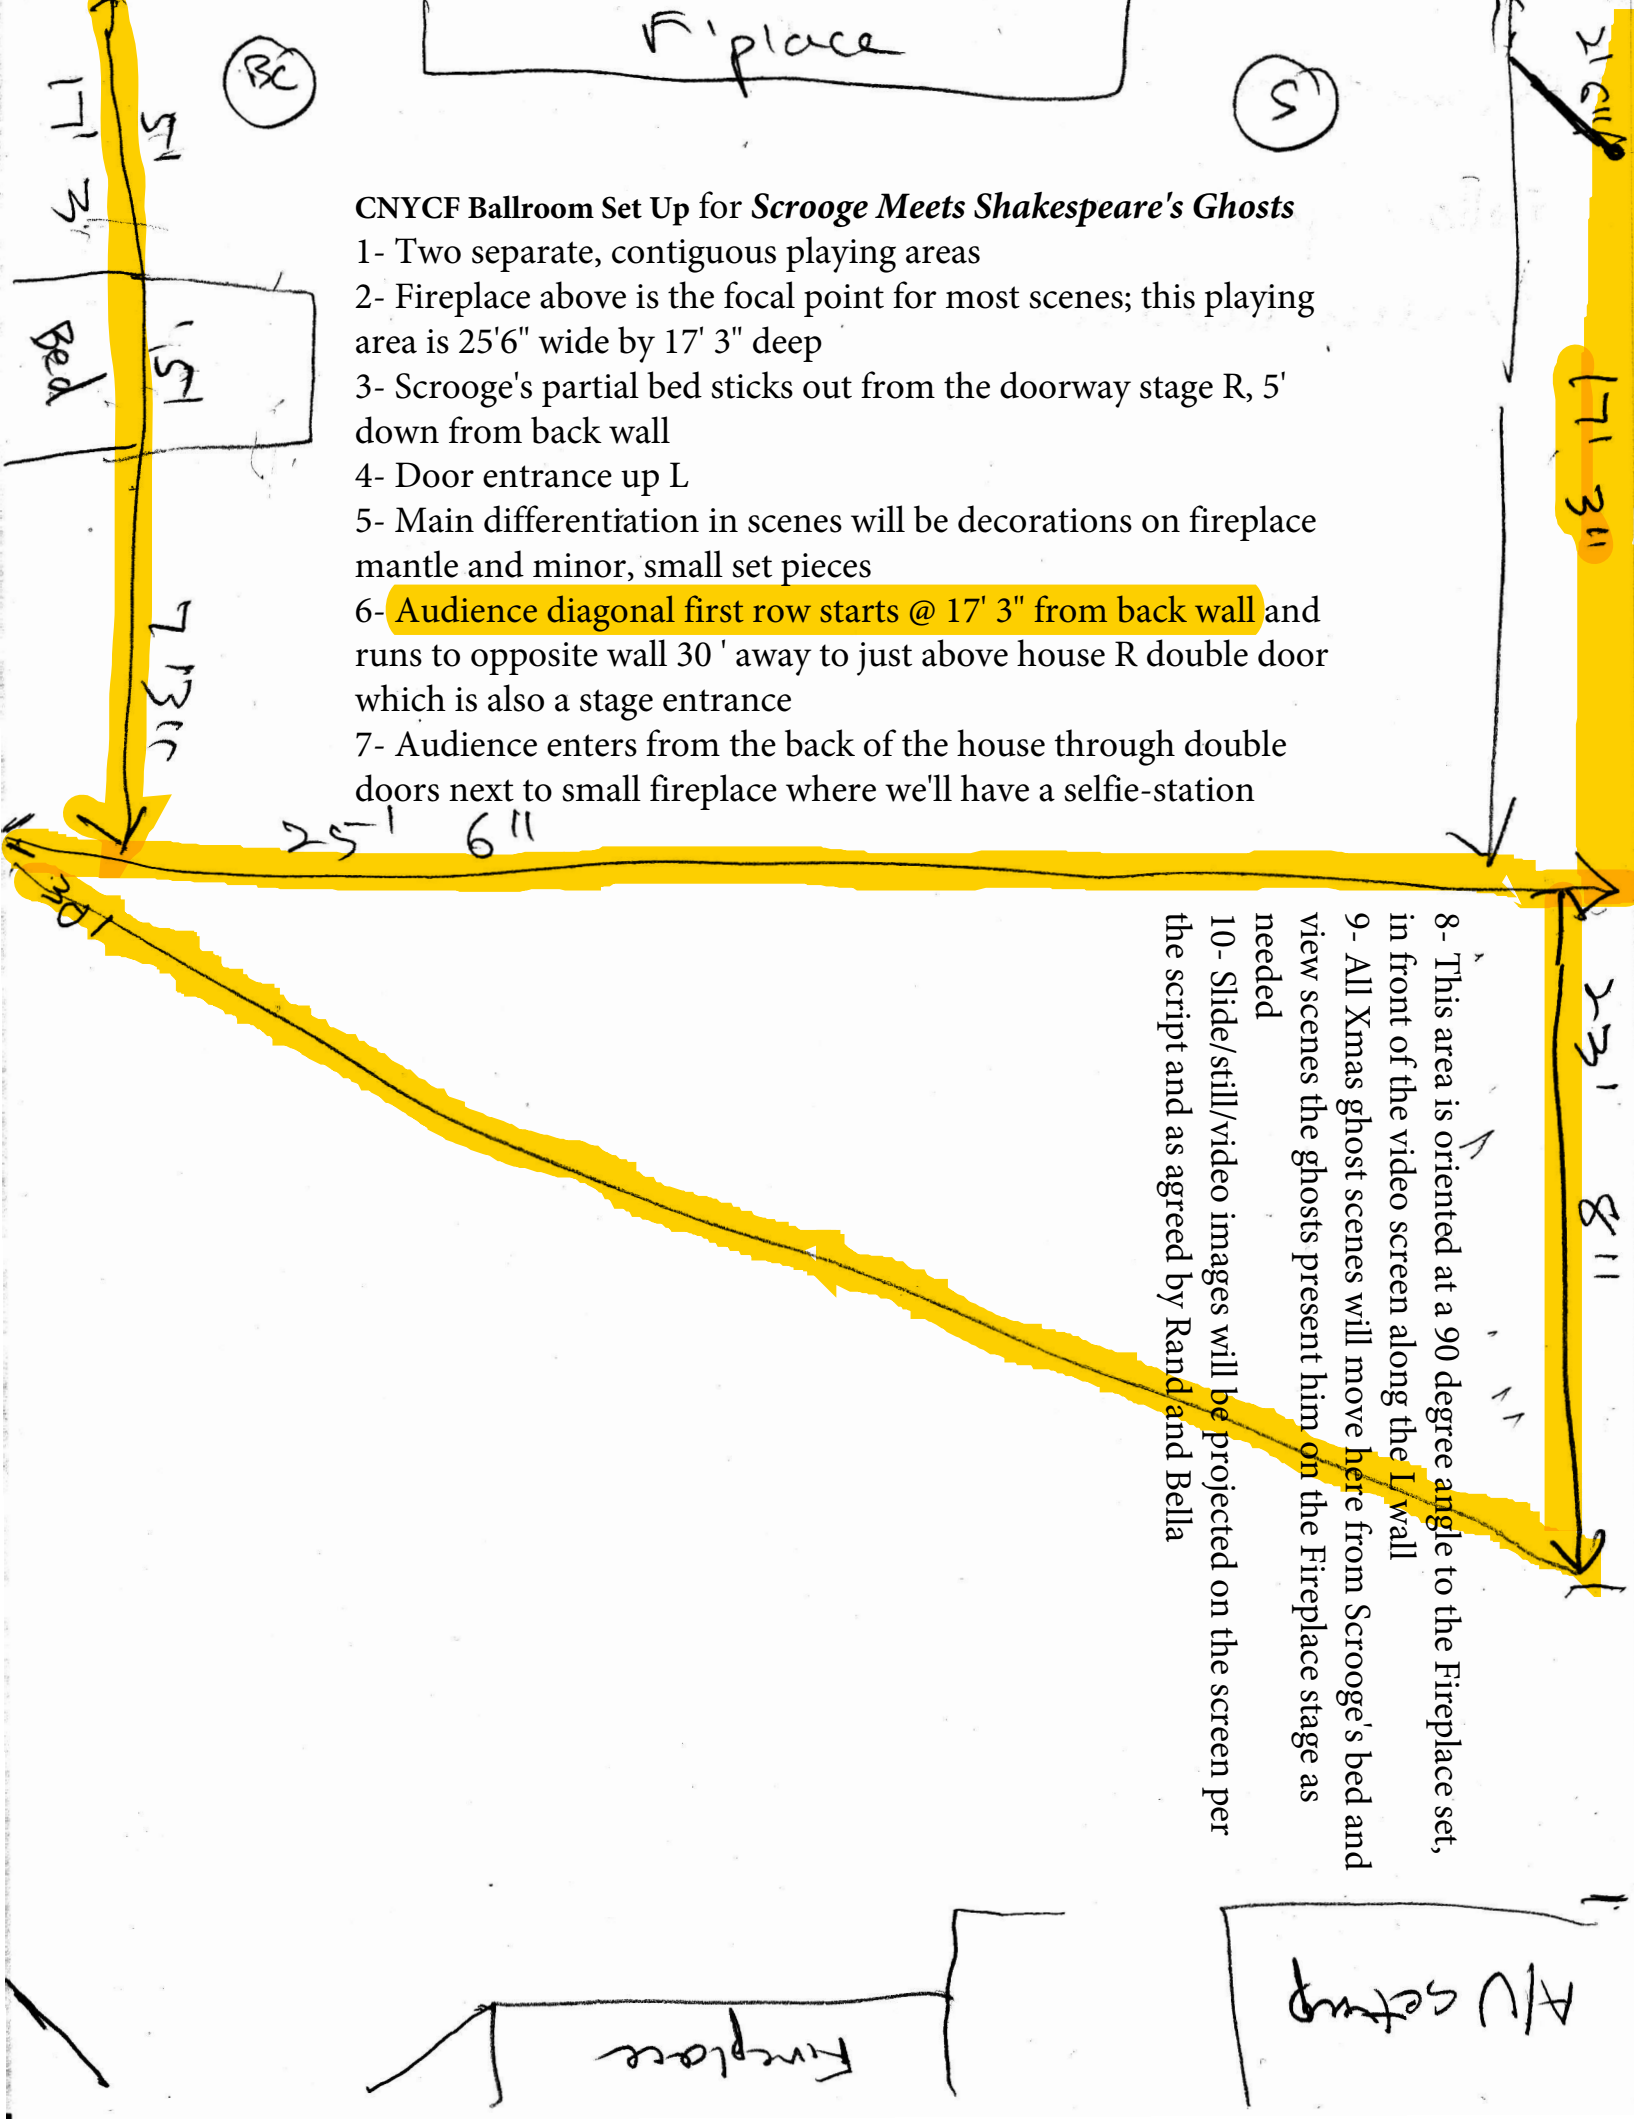 F'place
BC
S
2'6"
17' 3"
5'
CNYCF Ballroom Set Up for Scrooge Meets Shakespeare's Ghosts
1- Two separate, contiguous playing areas
2- Fireplace above is the focal point for most scenes; this playing
area is 25'6" wide by 17' 3" deep
3- Scrooge's partial bed sticks out from the doorway stage R, 5'
down from back wall
4- Door entrance up L
5- Main differentiation in scenes will be decorations on fireplace
mantle and minor, small set pieces
6- Audience diagonal first row starts @ 17' 3" from back wall and
runs to opposite wall 30 ' away to just above house R double door
which is also a stage entrance
7- Audience enters from the back of the house through double
doors next to small fireplace where we'll have a selfie-station
Bed
5'
17' 3"
7'3"
25' 6"
30'
8- This area is oriented at a 90 degree angle to the Fireplace set,
in front of the video screen along the L wall
9- All Xmas ghost scenes will move here from Scrooge's bed and
view scenes the ghosts present him on the Fireplace stage as
needed
10- Slide/still/video images will be projected on the screen per
the script and as agreed by Rand and Bella
23' 8"
A/V setup
Fireplace